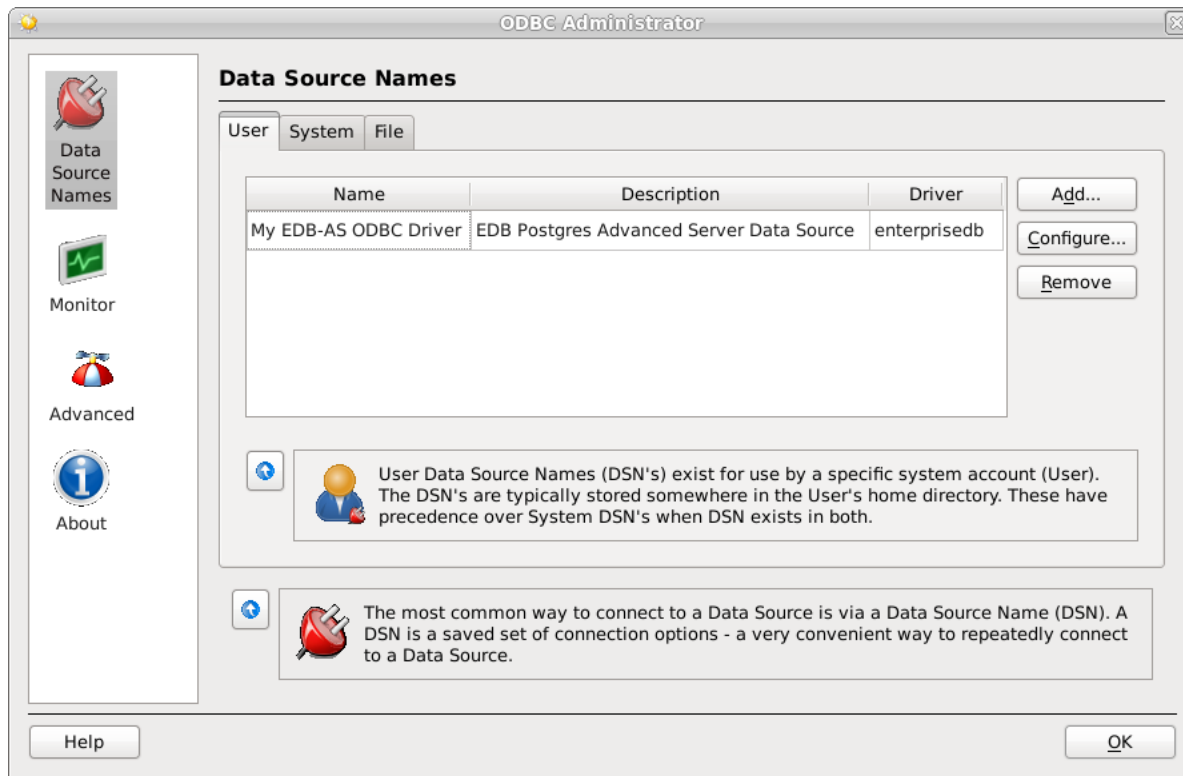 ODBC Administrator
Data
Source
Names
Monitor
Advanced
About
Data Source Names
User System File
Name Description Driver
My EDB-AS ODBC Driver EDB Postgres Advanced Server Data Source enterprisedb
Add...
Configure...
Remove
User Data Source Names (DSN's) exist for use by a specific system account (User).
The DSN's are typically stored somewhere in the User's home directory. These have
precedence over System DSN's when DSN exists in both.
The most common way to connect to a Data Source is via a Data Source Name (DSN). A
DSN is a saved set of connection options - a very convenient way to repeatedly connect
to a Data Source.
Help OK